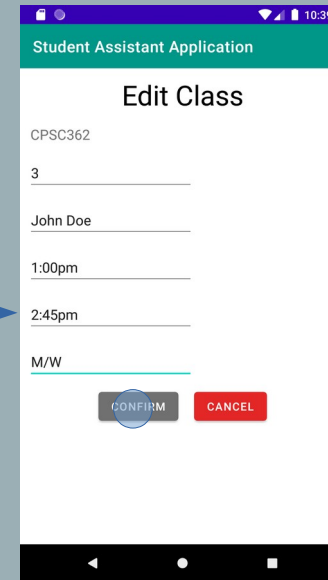 10:39
Student Assistant Application
Edit Class
CPSC362
3
John Doe
1:00pm
2:45pm
M/W
CONFIRM CANCEL